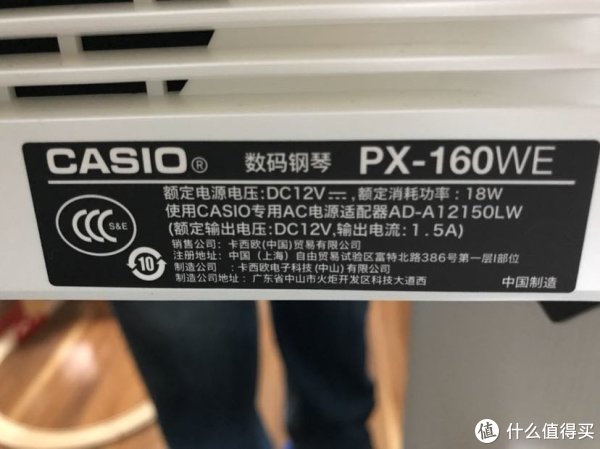 CASIO® 数码钢琴 PX-160WE
额定电源电压:DC12V⎓,额定消耗功率:18W
使用CASIO专用AC电源适配器AD-A12150LW
(额定输出电压:DC12V,输出电流:1.5A)
销售公司:卡西欧(中国)贸易有限公司
注册地址:中国(上海)自由贸易试验区富特北路386号第一层I部位
制造公司:卡西欧电子科技(中山)有限公司
制造公司地址:广东省中山市火炬开发区科技大道西
中国制造
CCC S&E
10
值 什么值得买